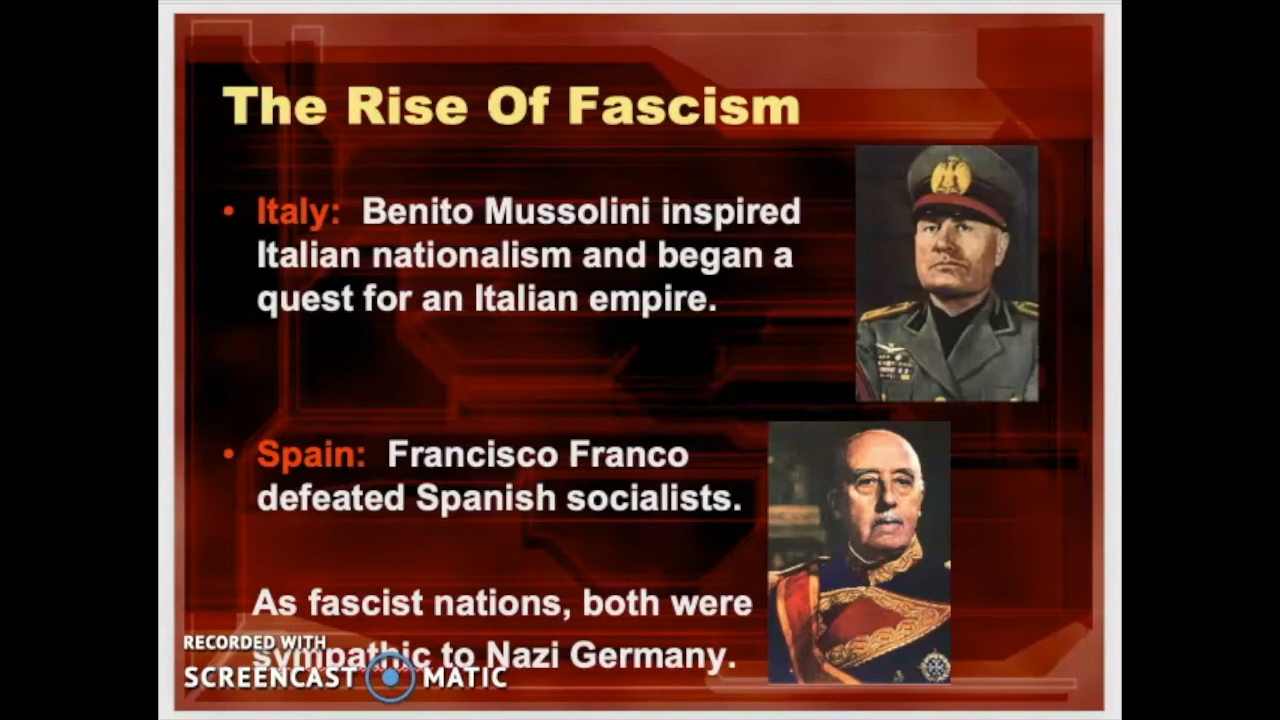 The Rise Of Fascism
• Italy: Benito Mussolini inspired
Italian nationalism and began a
quest for an Italian empire.
• Spain: Francisco Franco
defeated Spanish socialists.
As fascist nations, both were
sympathic to Nazi Germany.
RECORDED WITH
SCREENCAST MATIC